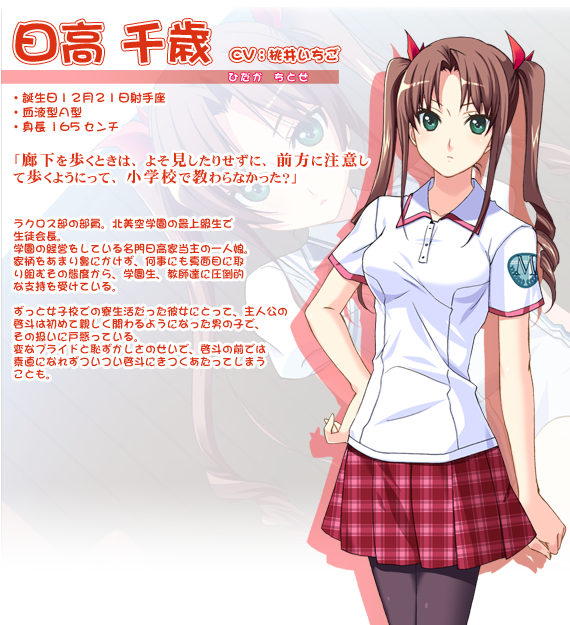 日高 千歳 CV:桃井いちご
ひだか ちとせ
・誕生日12月21日射手座
・血液型A型
・身長 165センチ
「廊下を歩くときは、よそ見したりせずに、前方に注意し
て歩くようにって、小学校で教わらなかった?」
ラクロス部の部員。北美空学園の最上級生で
生徒会長。
学園の経営をしている名門日高家当主の一人娘。
家柄をあまり鼻にかけず、何事にも真面目に取
り組むその態度から、学園生、教師達に圧倒的
な支持を受けている。
ずっと女子校での寮生活だった彼女にとって、主人公の
啓斗は初めて親しく関わるようになった男の子で、
その扱いに戸惑っている。
変なプライドと恥ずかしさのせいで、啓斗の前では
素直になれずついつい啓斗にきつくあたってしまう
ことも。
M